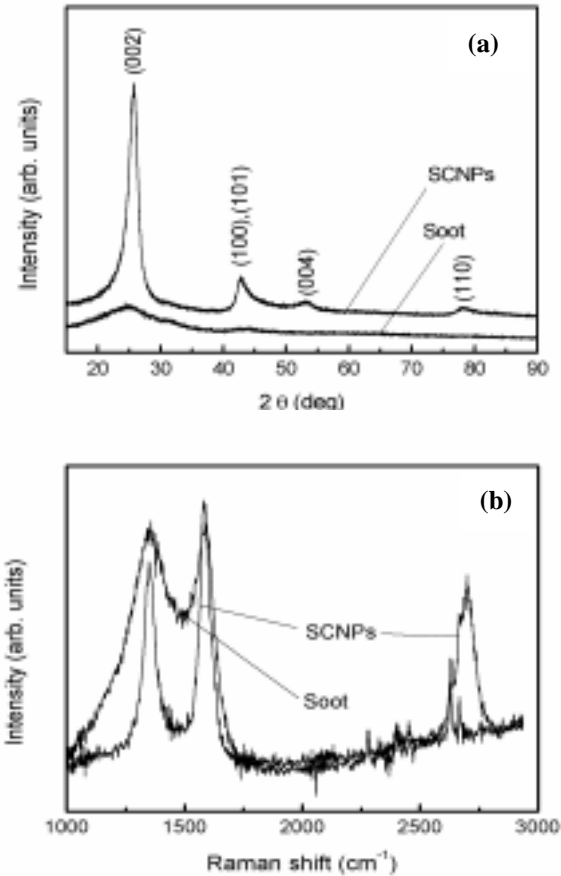 (a)
(002)
(100),(101)
(004)
(110)
SCNPs
Soot
Intensity (arb. units)
20 30 40 50 60 70 80 90
2 θ (deg)
(b)
SCNPs
Soot
Intensity (arb. units)
1000 1500 2000 2500 3000
Raman shift (cm⁻¹)